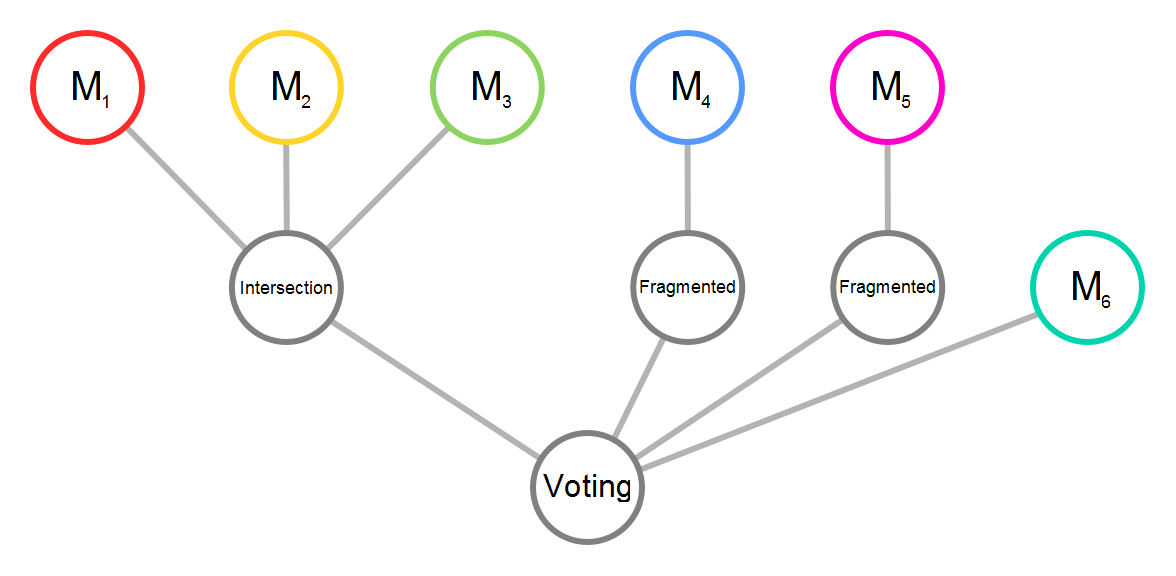 M₁
M₂
M₃
M₄
M₅
Intersection
Fragmented
Fragmented
M₆
Voting